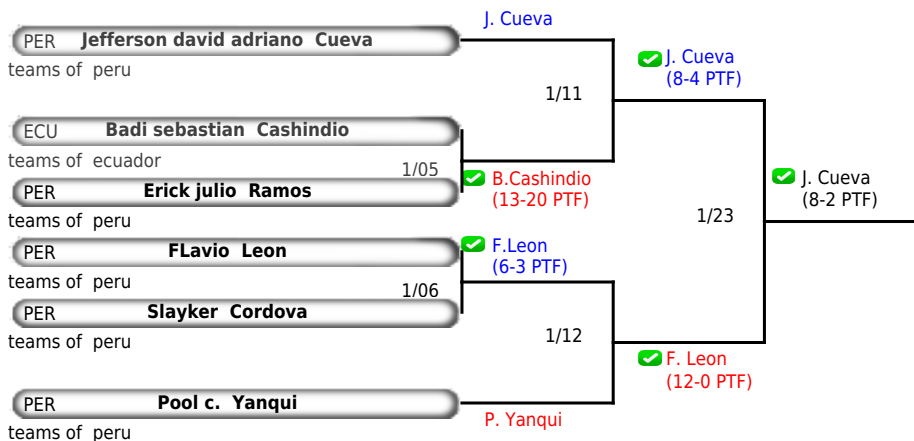 J. Cueva
PER Jefferson david adriano Cueva
teams of peru
J. Cueva
(8-4 PTF)
1/11
ECU Badi sebastian Cashindio
teams of ecuador
1/05
B.Cashindio
(13-20 PTF)
J. Cueva
(8-2 PTF)
PER Erick julio Ramos
teams of peru
1/23
PER FLavio Leon
F.Leon
(6-3 PTF)
teams of peru
1/06
PER Slayker Cordova
teams of peru
1/12
F. Leon
(12-0 PTF)
PER Pool c. Yanqui
P. Yanqui
teams of peru